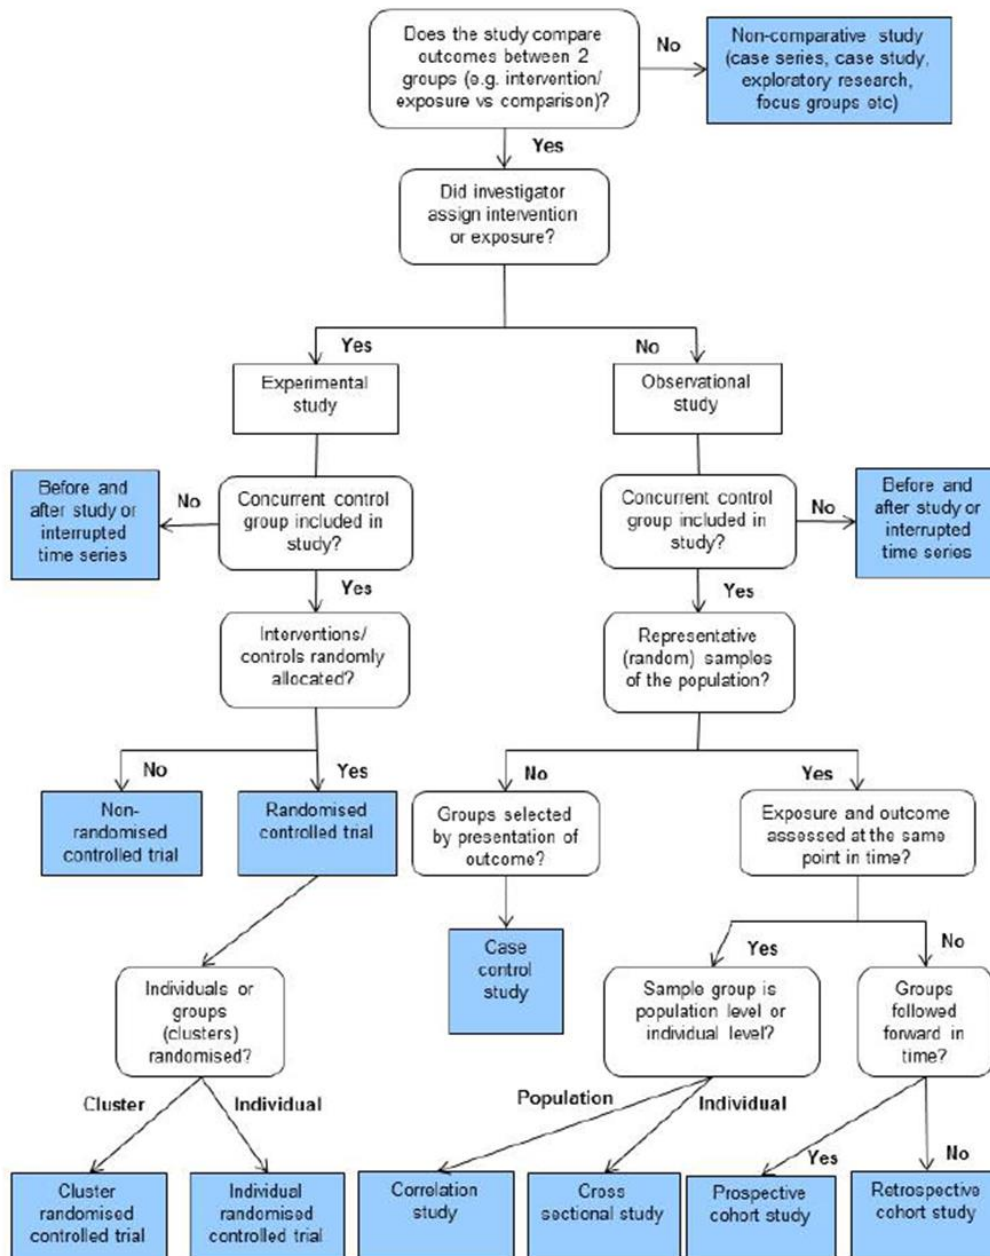 Does the study compare
outcomes between 2
groups (e.g. intervention/
exposure vs comparison)?
No
Non-comparative study
(case series, case study,
exploratory research,
focus groups etc)
Yes
Did investigator
assign intervention
or exposure?
Yes
No
Experimental
study
Observational
study
Before and
after study or
interrupted
time series
No
Concurrent control
group included in
study?
Concurrent control
group included in
study?
No
Before and
after study or
interrupted
time series
Yes
Yes
Interventions/
controls randomly
allocated?
Representative
(random) samples
of the population?
No
Yes
No
Yes
Non-
randomised
controlled trial
Randomised
controlled trial
Groups selected
by presentation of
outcome?
Exposure and outcome
assessed at the same
point in time?
Case
control
study
Yes
No
Individuals or
groups
(clusters)
randomised?
Sample group is
population level or
individual level?
Groups
followed
forward in
time?
Cluster
Individual
Population
Individual
Yes
No
Cluster
randomised
controlled trial
Individual
randomised
controlled trial
Correlation
study
Cross
sectional study
Prospective
cohort study
Retrospective
cohort study